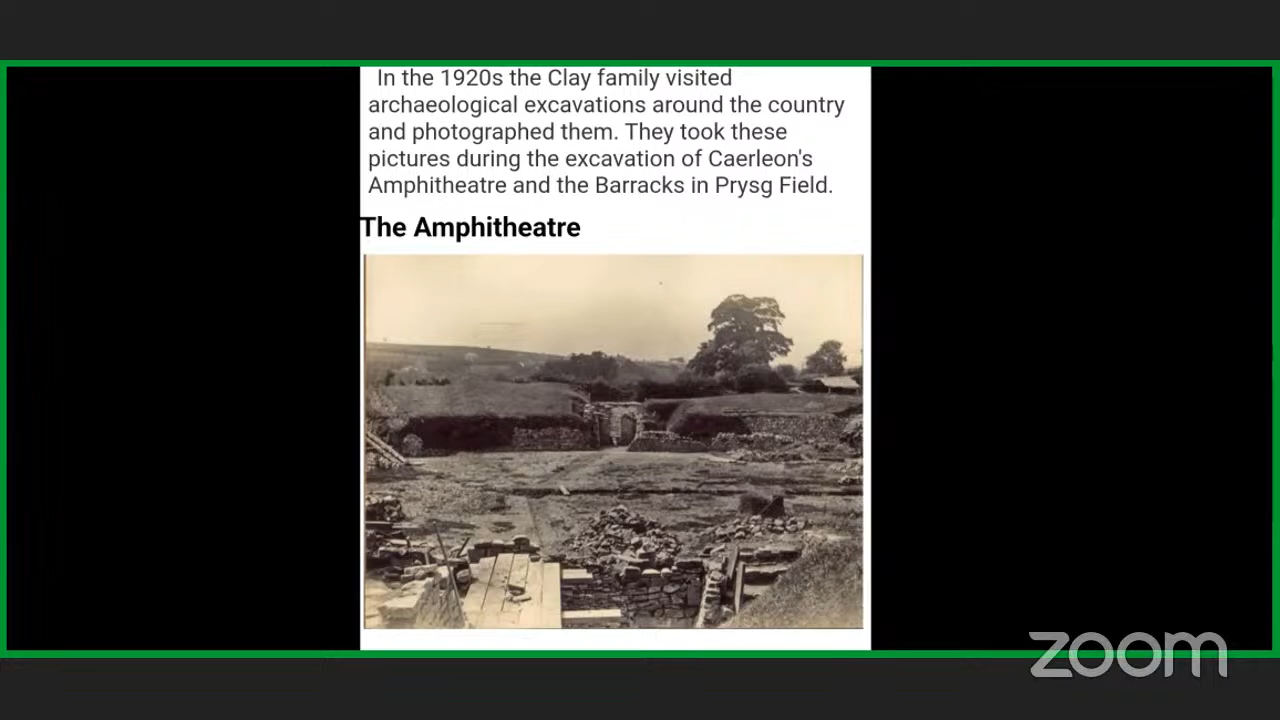 In the 1920s the Clay family visited
archaeological excavations around the country
and photographed them. They took these
pictures during the excavation of Caerleon's
Amphitheatre and the Barracks in Prysg Field.
The Amphitheatre
zoom